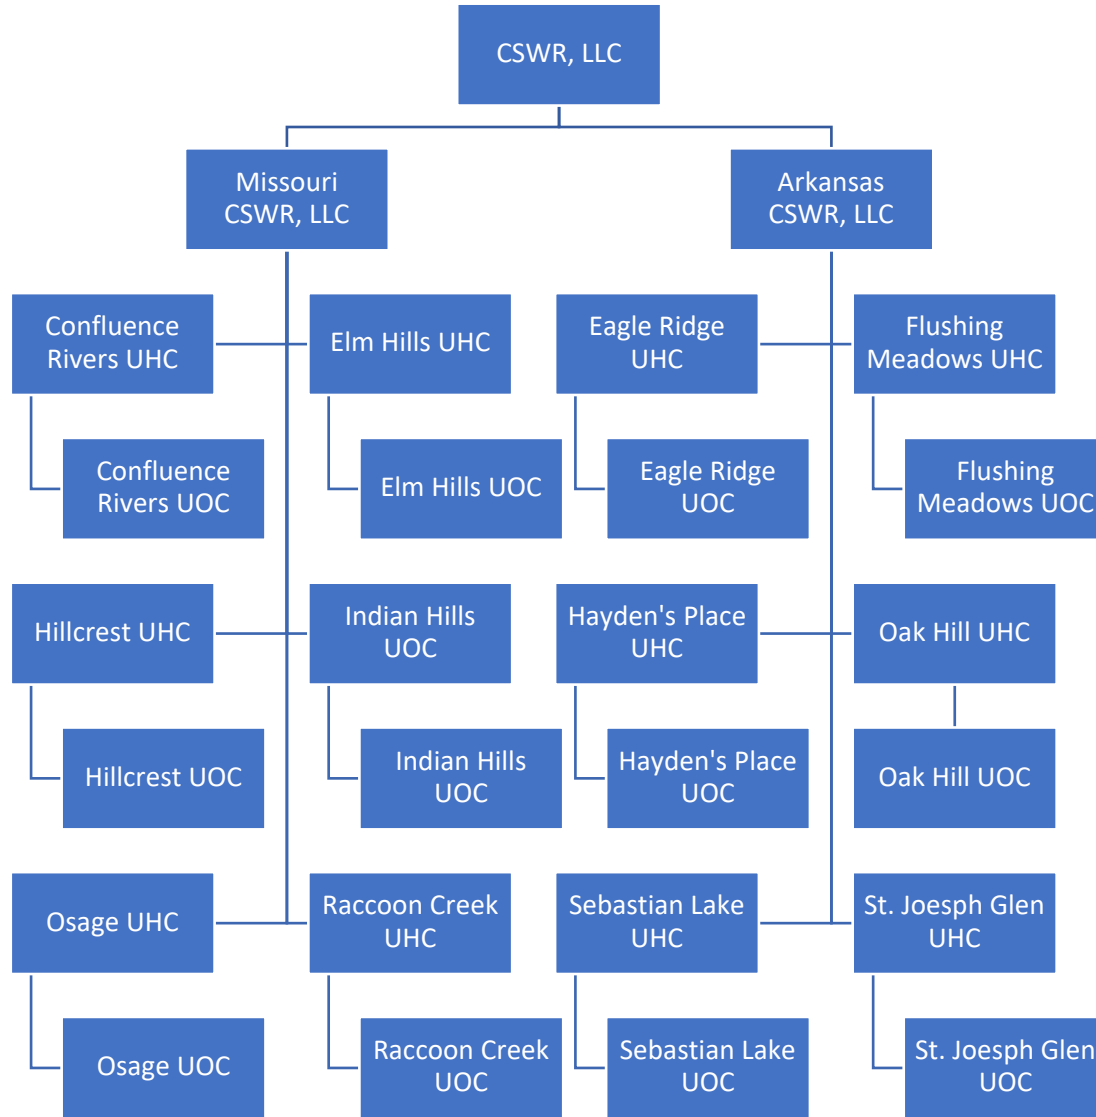 CSWR, LLC
Missouri
CSWR, LLC
Arkansas
CSWR, LLC
Confluence
Rivers UHC
Elm Hills UHC
Eagle Ridge
UHC
Flushing
Meadows UHC
Confluence
Rivers UOC
Elm Hills UOC
Eagle Ridge
UOC
Flushing
Meadows UOC
Hillcrest UHC
Indian Hills
UOC
Hayden's Place
UHC
Oak Hill UHC
Hillcrest UOC
Indian Hills
UOC
Hayden's Place
UOC
Oak Hill UOC
Osage UHC
Raccoon Creek
UHC
Sebastian Lake
UHC
St. Joesph Glen
UHC
Osage UOC
Raccoon Creek
UOC
Sebastian Lake
UOC
St. Joesph Glen
UOC